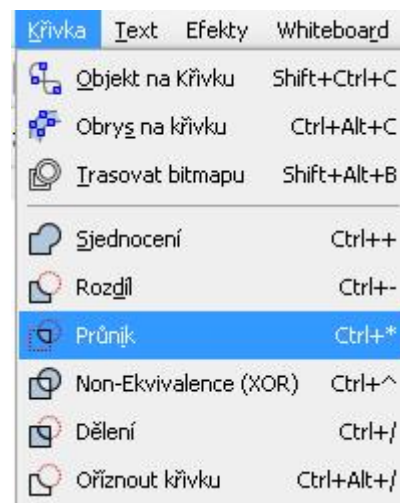 Křivka Text Efekty Whiteboard
Objekt na Křivku Shift+Ctrl+C
Obrys na křivku Ctrl+Alt+C
Trasovat bitmapu Shift+Alt+B
Sjednocení Ctrl++
Rozdíl Ctrl+-
Průnik Ctrl+*
Non-Ekvivalence (XOR) Ctrl+^
Dělení Ctrl+/
Oříznout křivku Ctrl+Alt+/